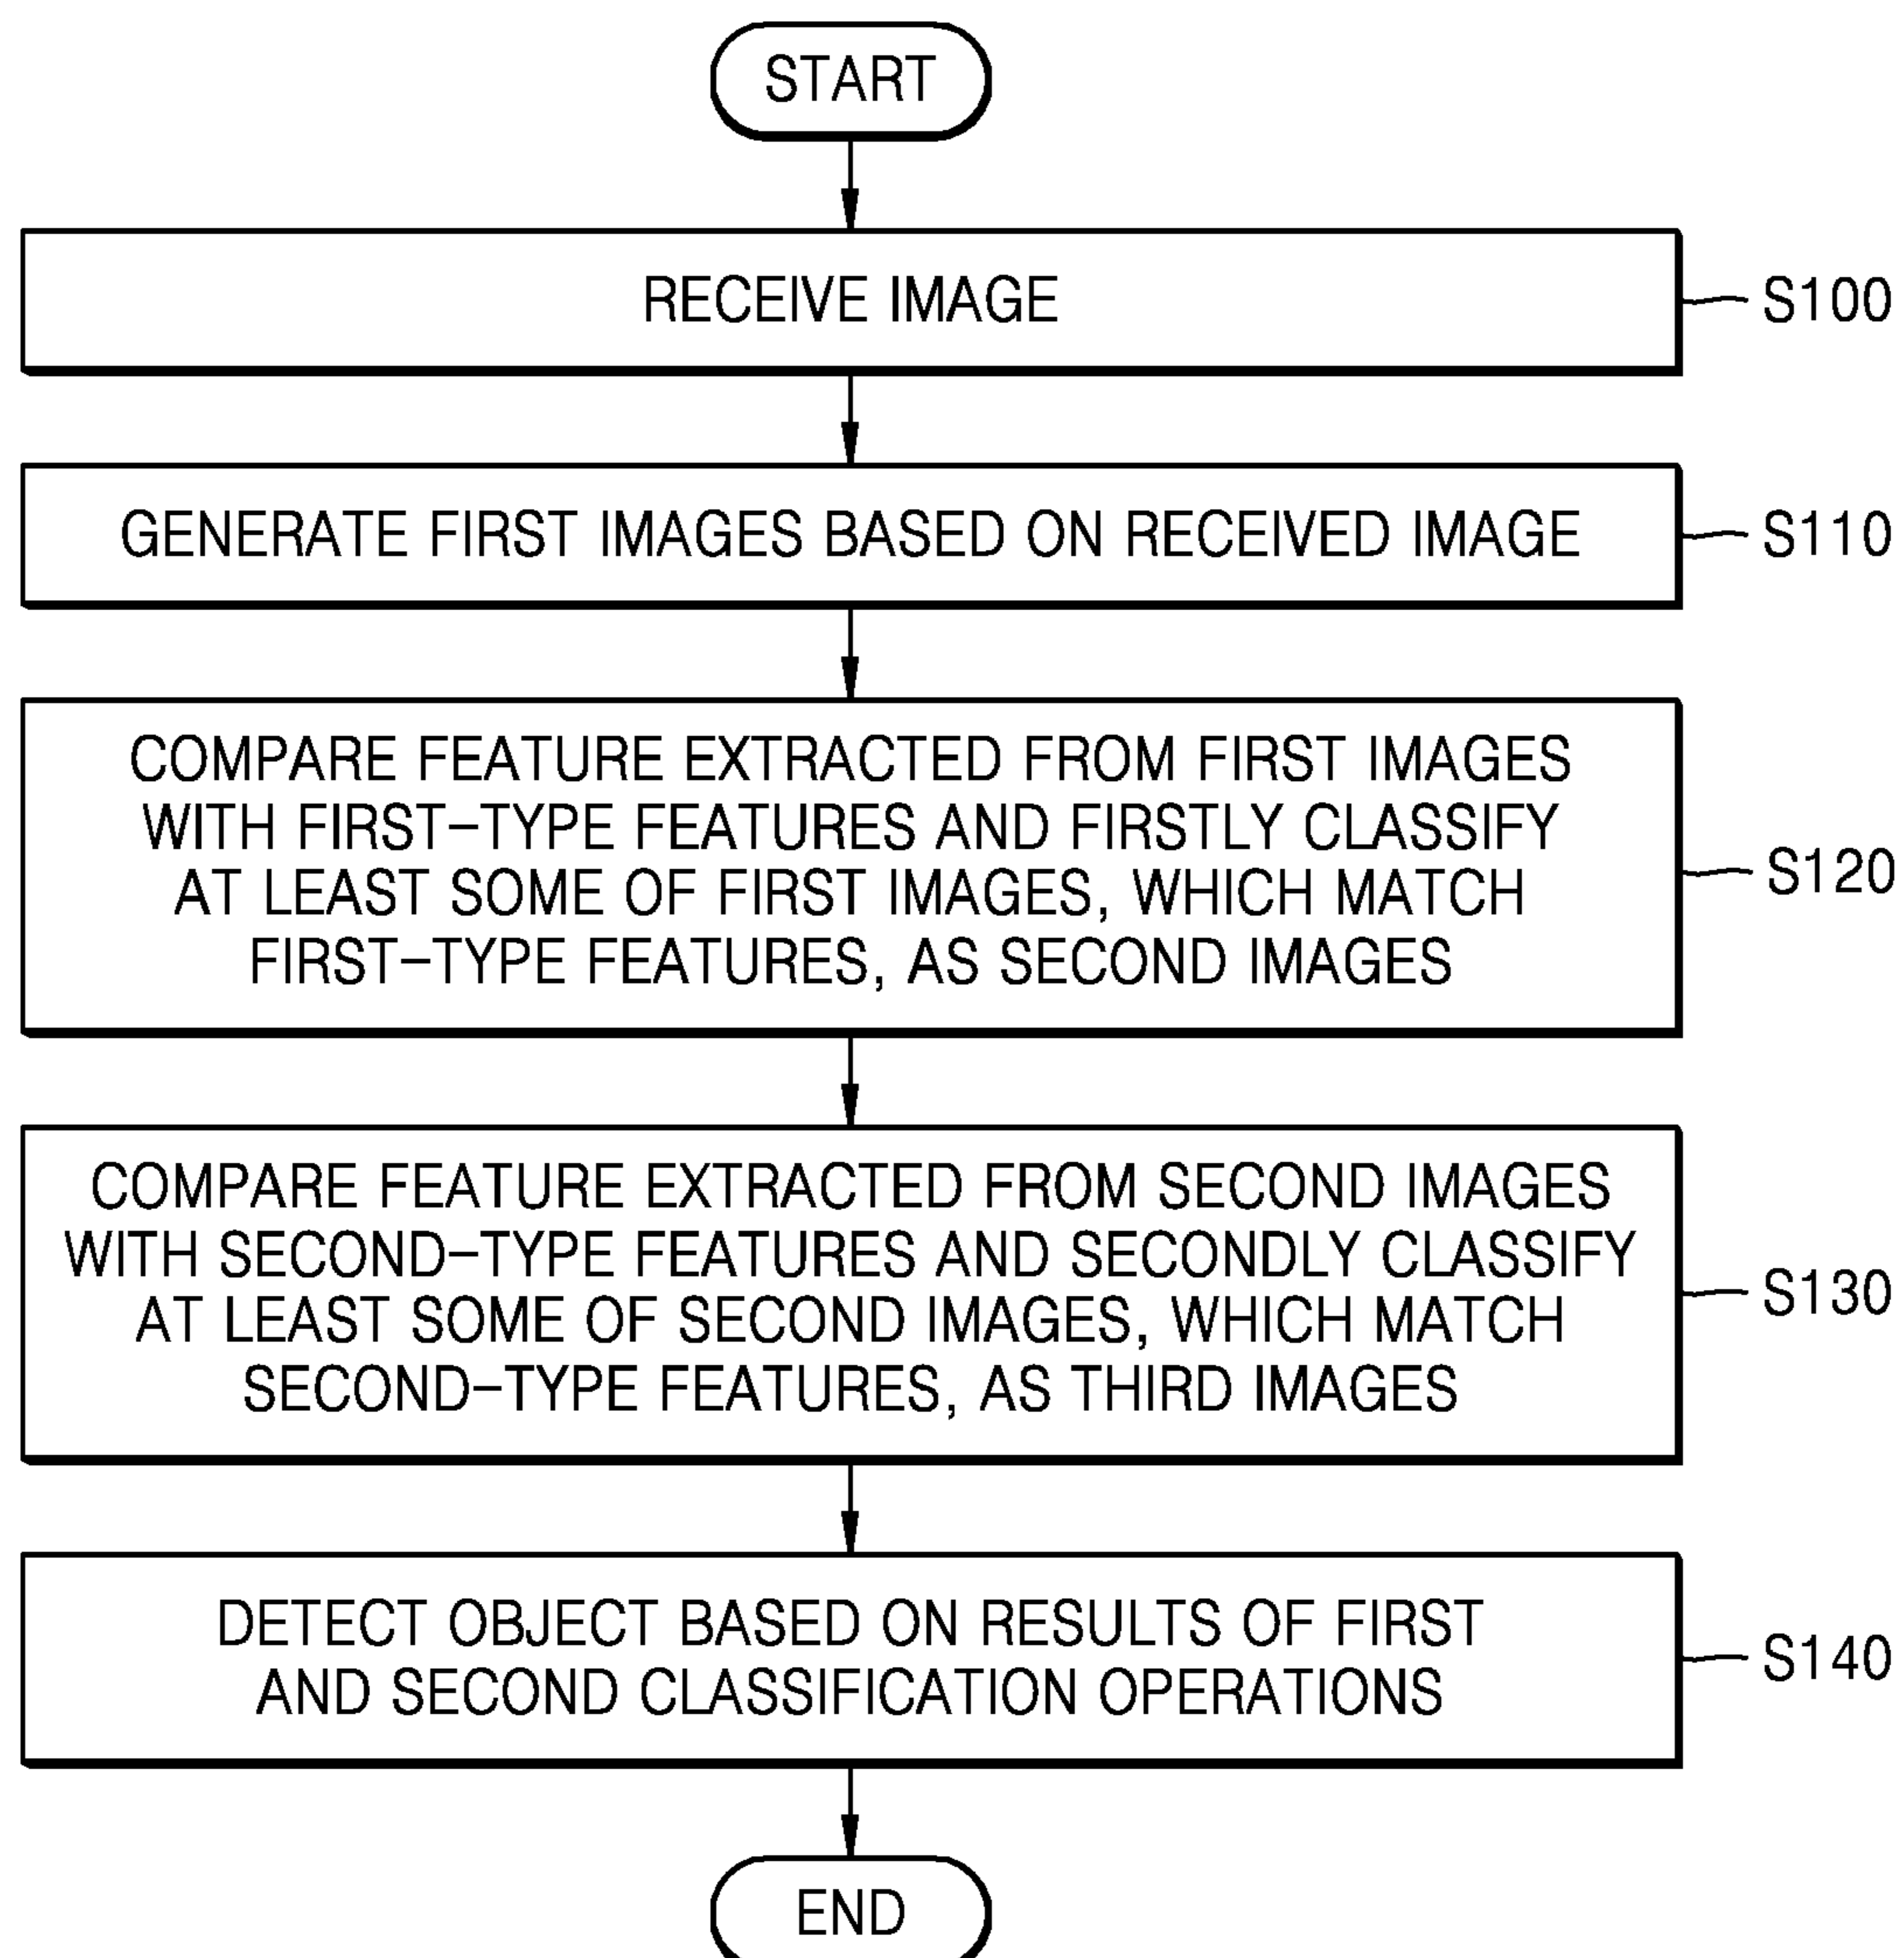 START
RECEIVE IMAGE
S100
GENERATE FIRST IMAGES BASED ON RECEIVED IMAGE
S110
COMPARE FEATURE EXTRACTED FROM FIRST IMAGES
WITH FIRST-TYPE FEATURES AND FIRSTLY CLASSIFY
AT LEAST SOME OF FIRST IMAGES, WHICH MATCH
FIRST-TYPE FEATURES, AS SECOND IMAGES
S120
COMPARE FEATURE EXTRACTED FROM SECOND IMAGES
WITH SECOND-TYPE FEATURES AND SECONDLY CLASSIFY
AT LEAST SOME OF SECOND IMAGES, WHICH MATCH
SECOND-TYPE FEATURES, AS THIRD IMAGES
S130
DETECT OBJECT BASED ON RESULTS OF FIRST
AND SECOND CLASSIFICATION OPERATIONS
S140
END